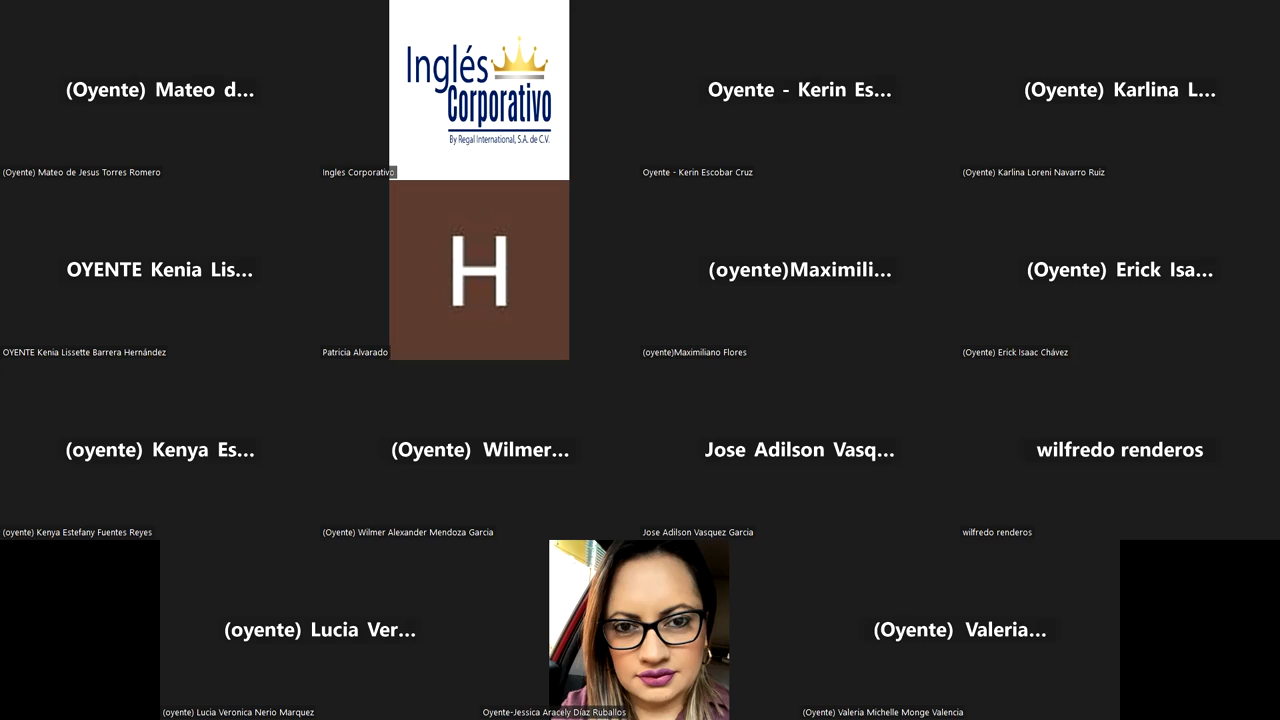 (Oyente) Mateo d...
(Oyente) Mateo de Jesus Torres Romero
Inglés
Corporativo
By Regal International, S.A. de C.V.
Ingles Corporativo
Oyente - Kerin Es...
Oyente - Kerin Escobar Cruz
(Oyente) Karlina L...
(Oyente) Karlina Loreni Navarro Ruiz
OYENTE Kenia Lis...
OYENTE Kenia Lissette Barrera Hernández
H
Patricia Alvarado
(oyente)Maximili...
(oyente)Maximiliano Flores
(Oyente) Erick Isa...
(Oyente) Erick Isaac Chávez
(oyente) Kenya Es...
(oyente) Kenya Estefany Fuentes Reyes
(Oyente) Wilmer...
(Oyente) Wilmer Alexander Mendoza Garcia
Jose Adilson Vasq...
Jose Adilson Vasquez Garcia
wilfredo renderos
wilfredo renderos
(oyente) Lucia Ver...
(oyente) Lucia Veronica Nerio Marquez
Oyente-Jessica Aracely Díaz Ruballos
(Oyente) Valeria...
(Oyente) Valeria Michelle Monge Valencia